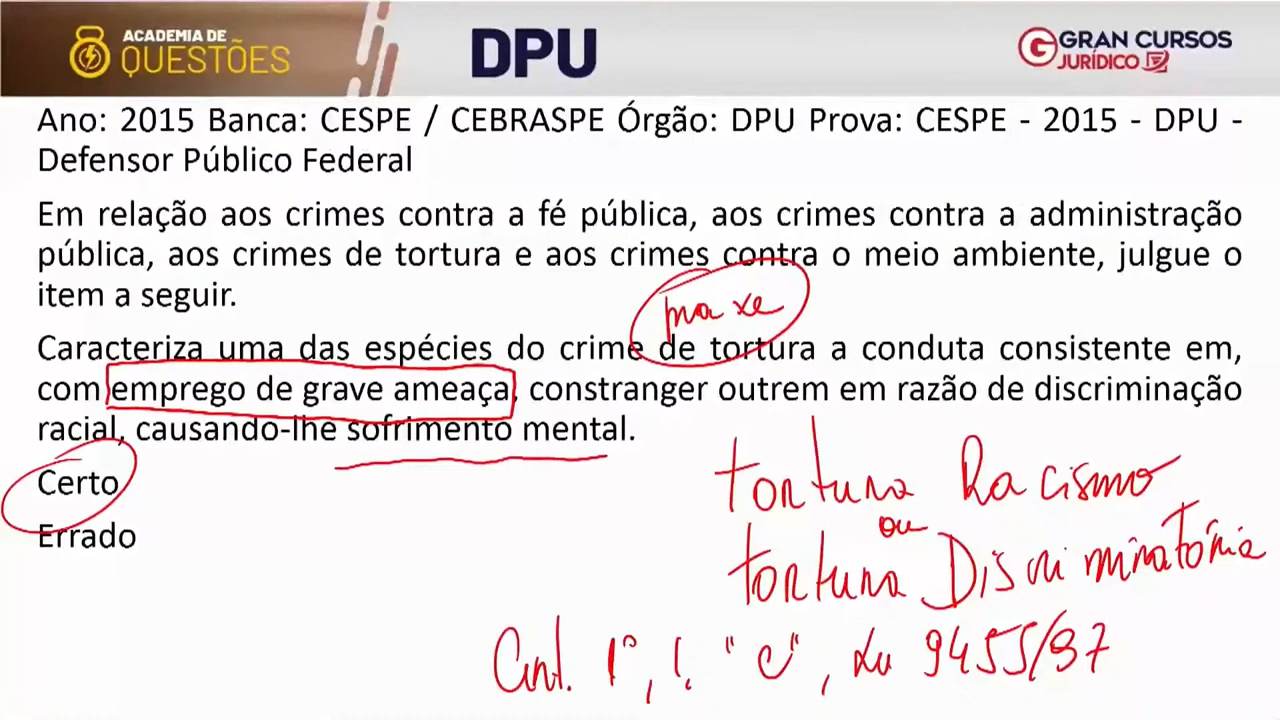 ACADEMIA DE
QUESTÕES
DPU
GRAN CURSOS
JURÍDICO
Ano: 2015 Banca: CESPE / CEBRASPE Órgão: DPU Prova: CESPE - 2015 - DPU -
Defensor Público Federal
Em relação aos crimes contra a fé pública, aos crimes contra a administração
pública, aos crimes de tortura e aos crimes contra o meio ambiente, julgue o
item a seguir.
praxe
Caracteriza uma das espécies do crime de tortura a conduta consistente em,
com emprego de grave ameaça, constranger outrem em razão de discriminação
racial, causando-lhe sofrimento mental.
Certo
Errado
tortura Racismo
ou
tortura Discriminatória
Art. 1º, I, "c", Lei 9455/97